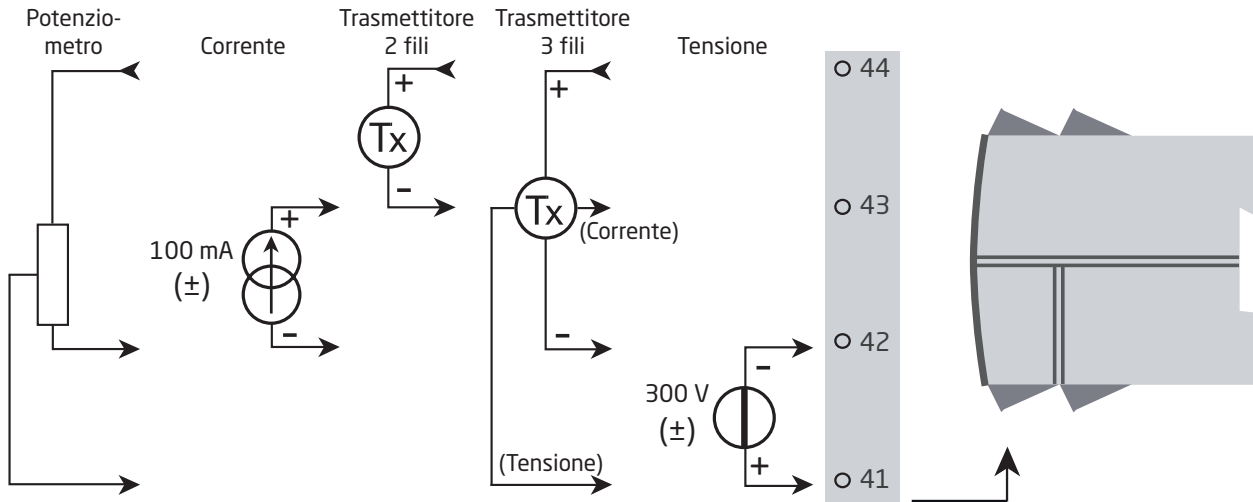 Potenzio-
metro
Corrente
Trasmettitore
2 fili
Trasmettitore
3 fili
Tensione
44
+
+
Tx
-
43
+
Tx
(Corrente)
100 mA
(±)
-
-
42
-
300 V
(±)
+
(Tensione)
41